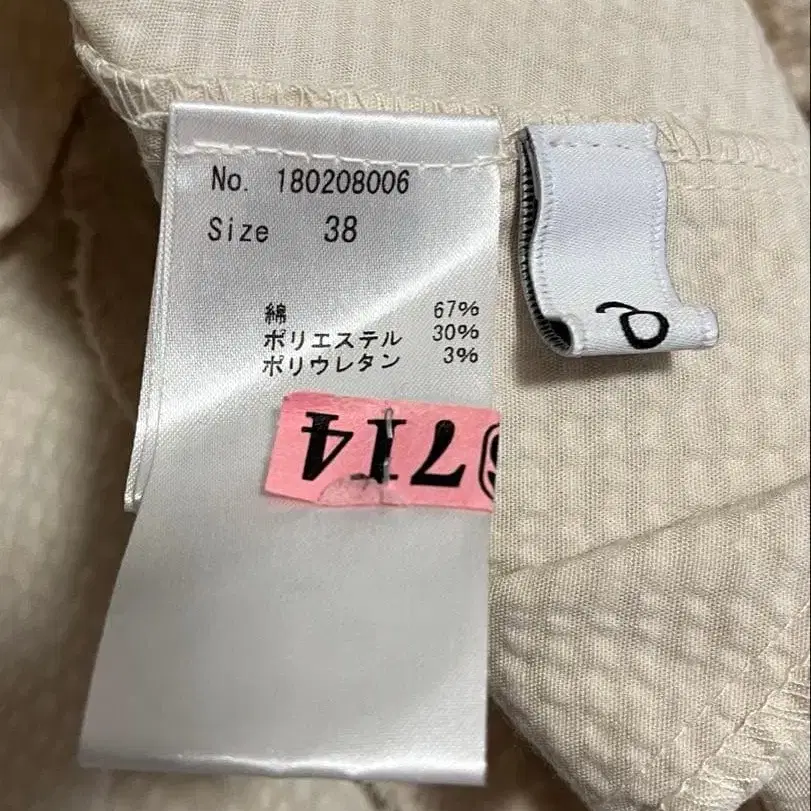 No. 180208006
Size 38
綿 67%
ポリエステル 30%
ポリウレタン 3%
714